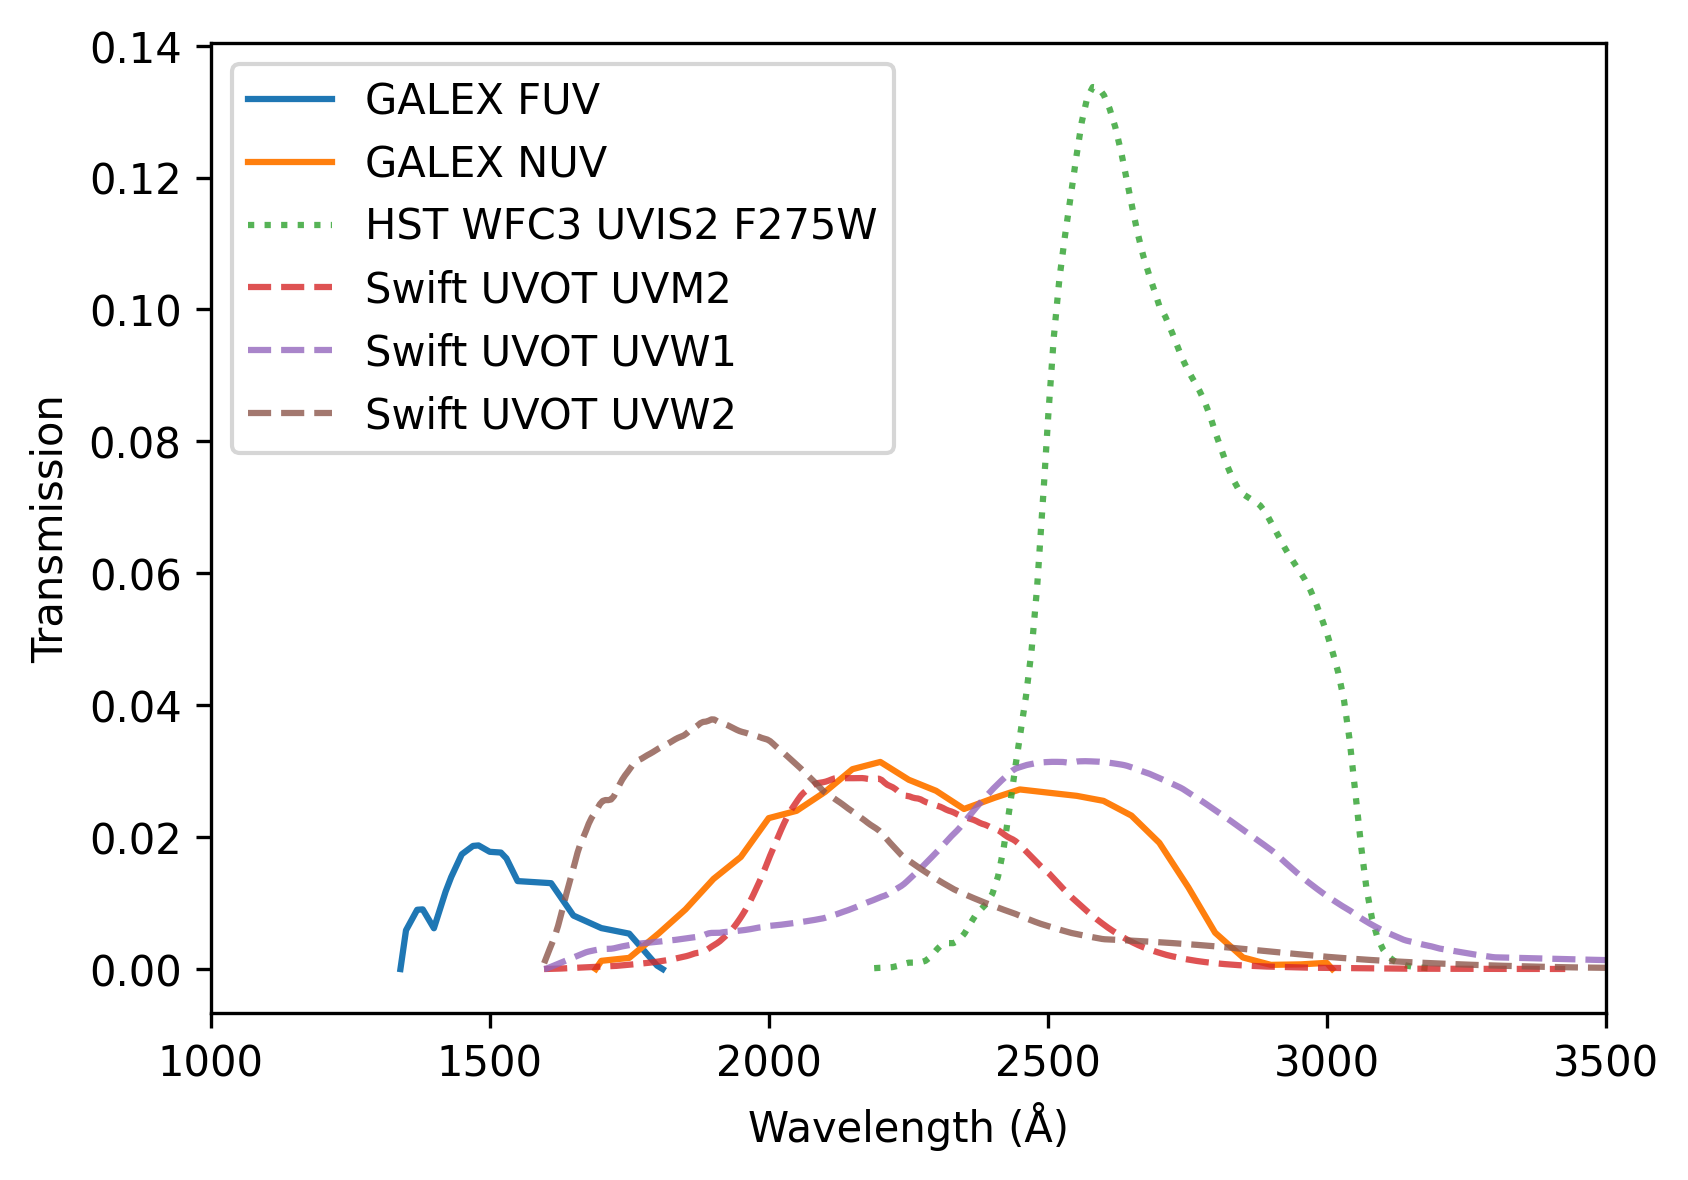 0.14
0.12
0.10
0.08
0.06
0.04
0.02
0.00
Transmission
GALEX FUV
GALEX NUV
HST WFC3 UVIS2 F275W
Swift UVOT UVM2
Swift UVOT UVW1
Swift UVOT UVW2
1000 1500 2000 2500 3000 3500
Wavelength (Å)